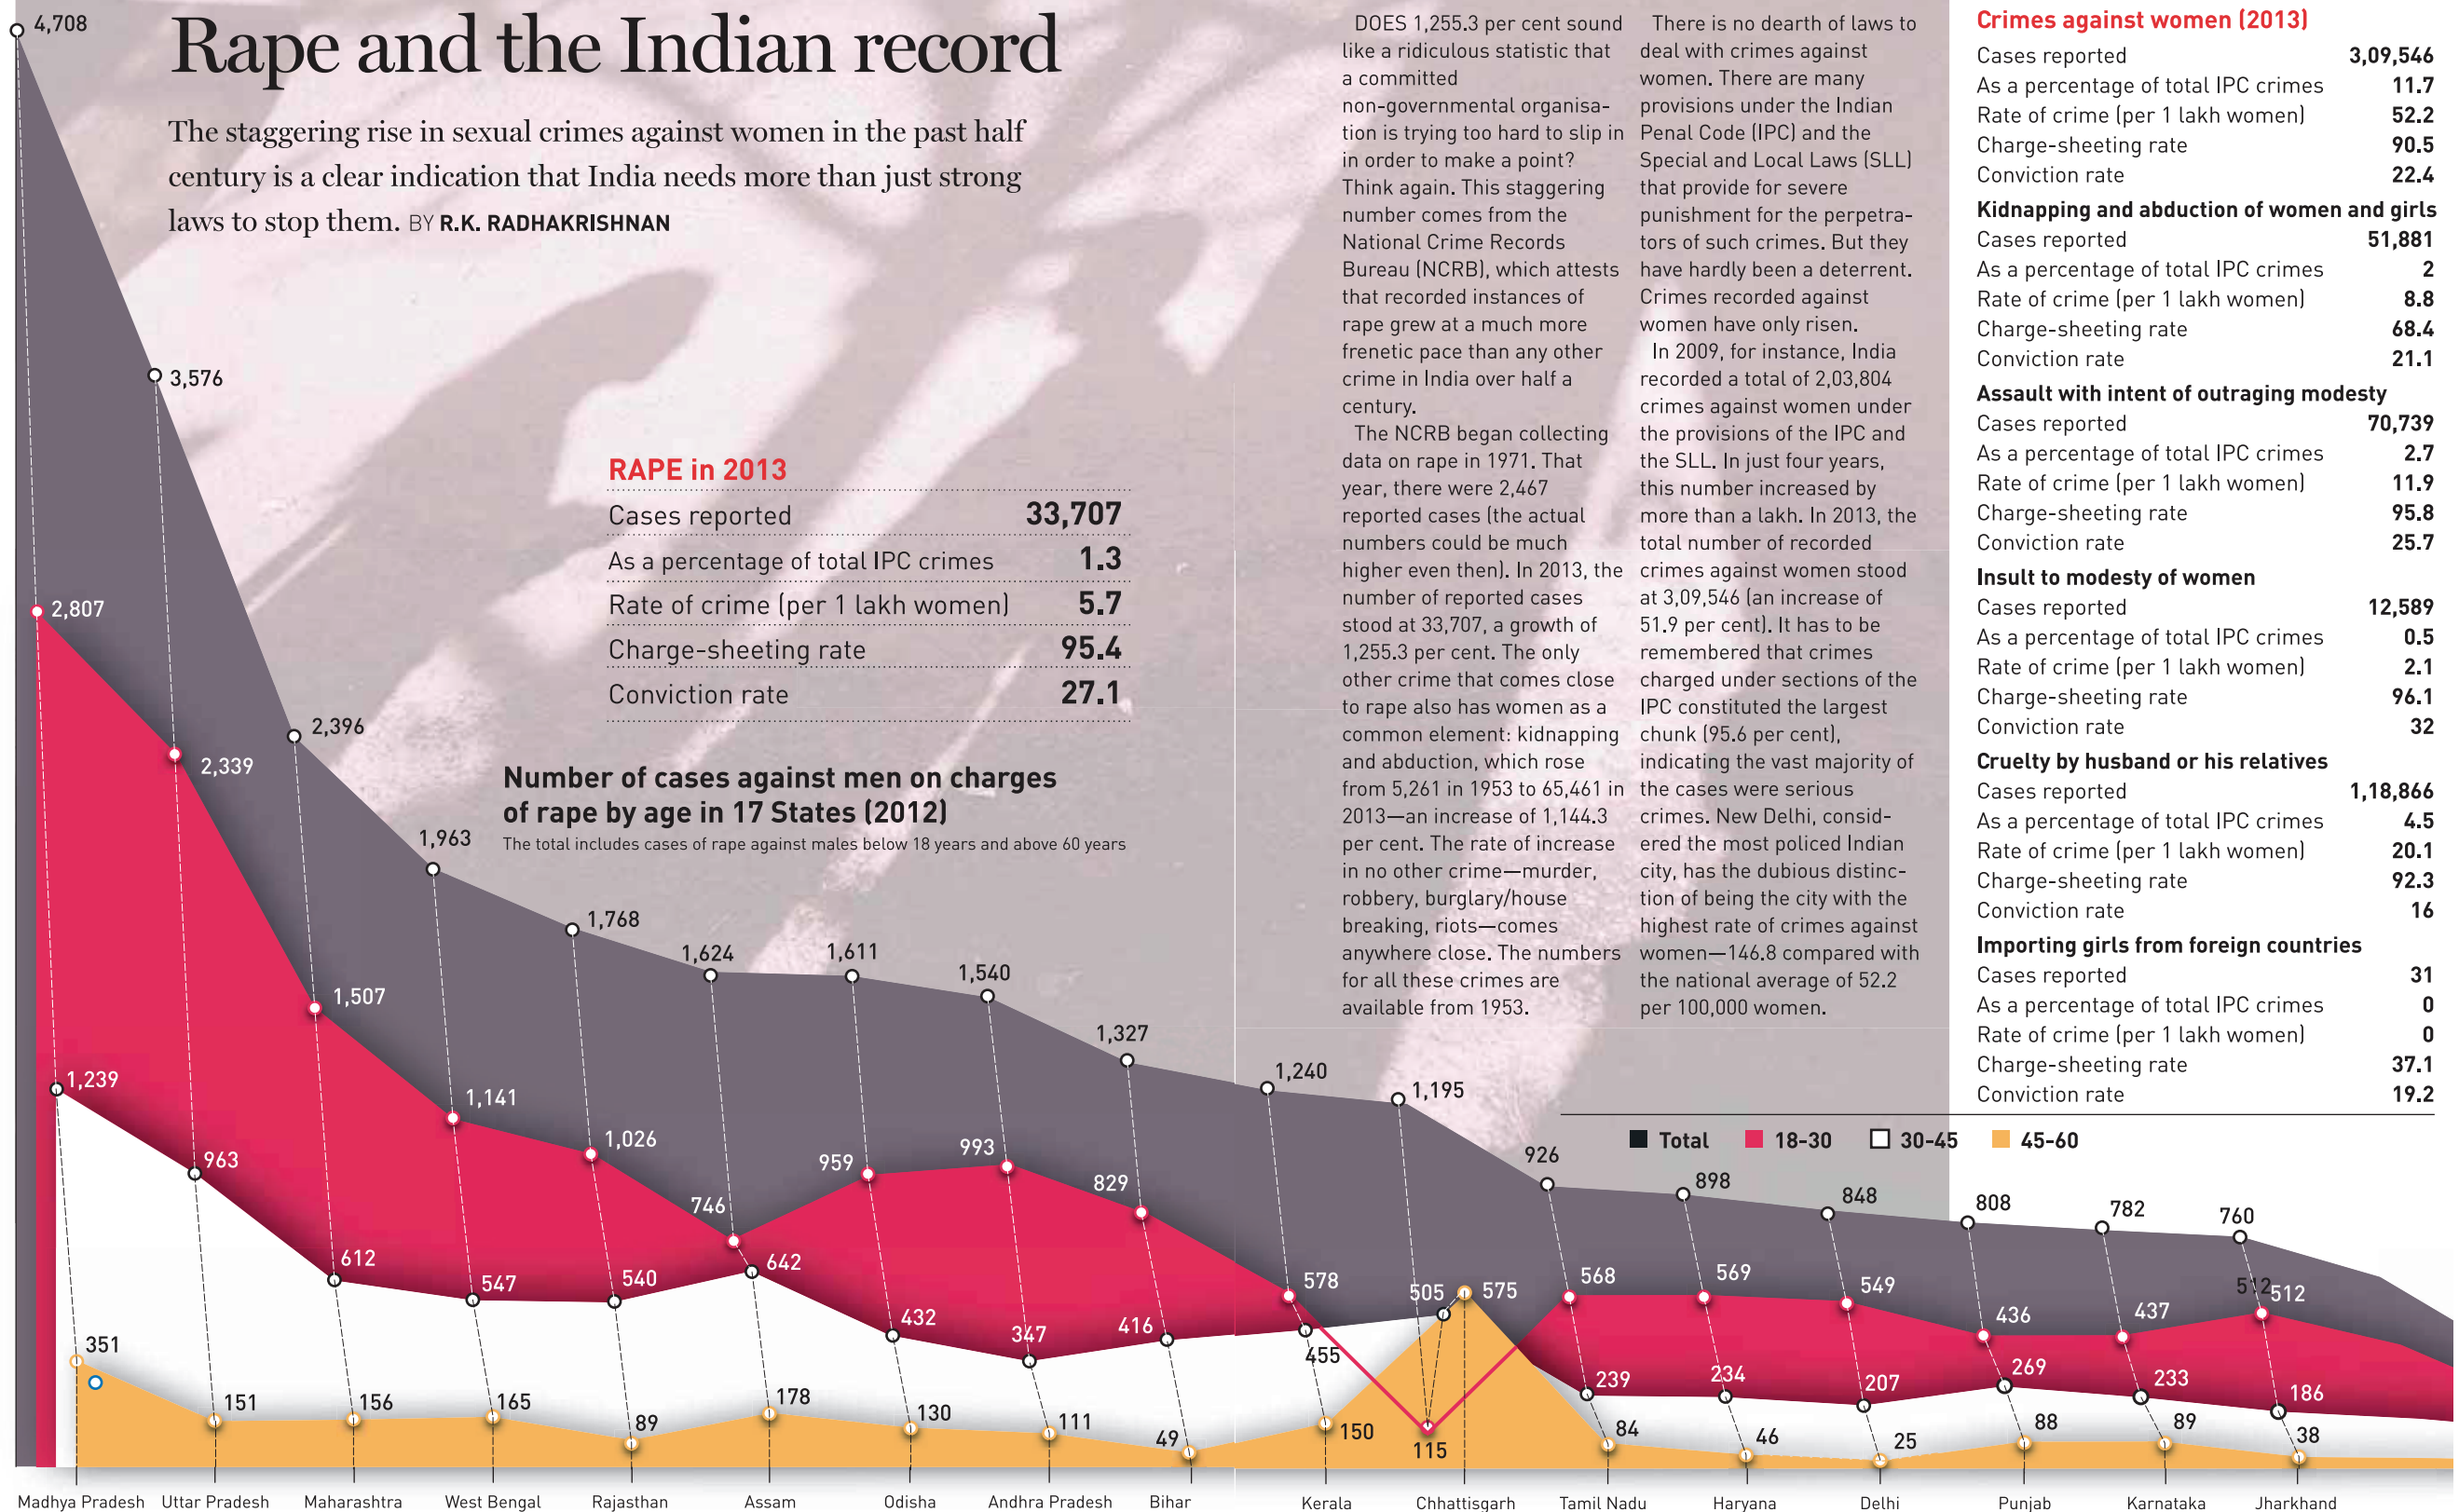 Rape and the Indian record
The staggering rise in sexual crimes against women in the past half
century is a clear indication that India needs more than just strong
laws to stop them. BY R.K. RADHAKRISHNAN
DOES 1,255.3 per cent sound
like a ridiculous statistic that
a committed
non-governmental organisa-
tion is trying too hard to slip in
in order to make a point?
Think again. This staggering
number comes from the
National Crime Records
Bureau (NCRB), which attests
that recorded instances of
rape grew at a much more
frenetic pace than any other
crime in India over half a
century.
The NCRB began collecting
data on rape in 1971. That
year, there were 2,467
reported cases (the actual
numbers could be much
higher even then). In 2013, the
number of reported cases
stood at 33,707, a growth of
1,255.3 per cent. The only
other crime that comes close
to rape also has women as a
common element: kidnapping
and abduction, which rose
from 5,261 in 1953 to 65,461 in
2013—an increase of 1,144.3
per cent. The rate of increase
in no other crime—murder,
robbery, burglary/house
breaking, riots—comes
anywhere close. The numbers
for all these crimes are
available from 1953.
There is no dearth of laws to
deal with crimes against
women. There are many
provisions under the Indian
Penal Code (IPC) and the
Special and Local Laws (SLL)
that provide for severe
punishment for the perpetra-
tors of such crimes. But they
have hardly been a deterrent.
Crimes recorded against
women have only risen.
In 2009, for instance, India
recorded a total of 2,03,804
crimes against women under
the provisions of the IPC and
the SLL. In just four years,
this number increased by
more than a lakh. In 2013, the
total number of recorded
crimes against women stood
at 3,09,546 (an increase of
51.9 per cent). It has to be
remembered that crimes
charged under sections of the
IPC constituted the largest
chunk (95.6 per cent),
indicating the vast majority of
the cases were serious
crimes. New Delhi, consid-
ered the most policed Indian
city, has the dubious distinc-
tion of being the city with the
highest rate of crimes against
women—146.8 compared with
the national average of 52.2
per 100,000 women.
Crimes against women (2013)
Cases reported 3,09,546
As a percentage of total IPC crimes 11.7
Rate of crime (per 1 lakh women) 52.2
Charge-sheeting rate 90.5
Conviction rate 22.4
Kidnapping and abduction of women and girls
Cases reported 51,881
As a percentage of total IPC crimes 2
Rate of crime (per 1 lakh women) 8.8
Charge-sheeting rate 68.4
Conviction rate 21.1
Assault with intent of outraging modesty
Cases reported 70,739
As a percentage of total IPC crimes 2.7
Rate of crime (per 1 lakh women) 11.9
Charge-sheeting rate 95.8
Conviction rate 25.7
Insult to modesty of women
Cases reported 12,589
As a percentage of total IPC crimes 0.5
Rate of crime (per 1 lakh women) 2.1
Charge-sheeting rate 96.1
Conviction rate 32
Cruelty by husband or his relatives
Cases reported 1,18,866
As a percentage of total IPC crimes 4.5
Rate of crime (per 1 lakh women) 20.1
Charge-sheeting rate 92.3
Conviction rate 16
Importing girls from foreign countries
Cases reported 31
As a percentage of total IPC crimes 0
Rate of crime (per 1 lakh women) 0
Charge-sheeting rate 37.1
Conviction rate 19.2
RAPE in 2013
Cases reported 33,707
As a percentage of total IPC crimes 1.3
Rate of crime (per 1 lakh women) 5.7
Charge-sheeting rate 95.4
Conviction rate 27.1
Number of cases against men on charges
of rape by age in 17 States (2012)
The total includes cases of rape against males below 18 years and above 60 years
Total 18-30 30-45 45-60
4,708 3,576 2,396 1,963 1,768 1,624 1,611 1,540 1,327 1,240 1,195 926 898 848 808 782 760
2,807 2,339 1,507 1,141 1,026 746 959 993 829 578 115 568 569 549 436 437 512 512
1,239 963 612 547 540 642 432 347 416 455 505 239 234 207 269 233 186
351 151 156 165 89 178 130 111 49 150 575 84 46 25 88 89 38
Madhya Pradesh Uttar Pradesh Maharashtra West Bengal Rajasthan Assam Odisha Andhra Pradesh Bihar Kerala Chhattisgarh Tamil Nadu Haryana Delhi Punjab Karnataka Jharkhand